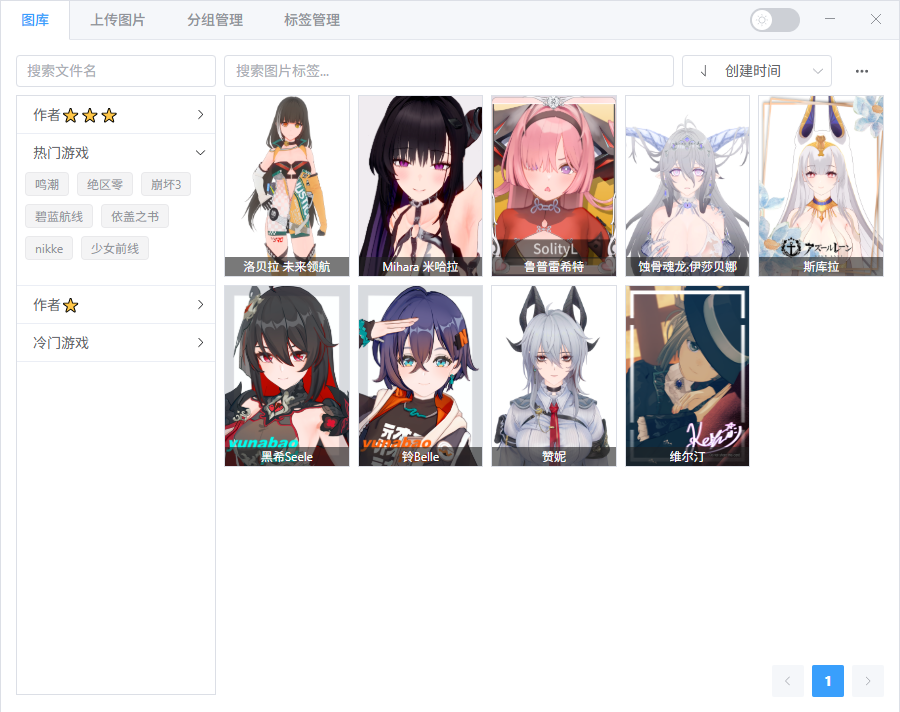 图库 上传图片 分组管理 标签管理
搜索文件名 搜索图片标签... 创建时间
作者⭐⭐⭐
热门游戏
鸣潮 绝区零 崩坏3
碧蓝航线 依盖之书
nikke 少女前线
作者⭐
冷门游戏
SolityL
アズールレーン
洛贝拉 未来领航 Mihara 米哈拉 鲁普雷希特 蚀骨魂龙·伊莎贝娜 斯库拉
yunabao yunabao
黑希Seele 铃Belle 赞妮 维尔汀
1